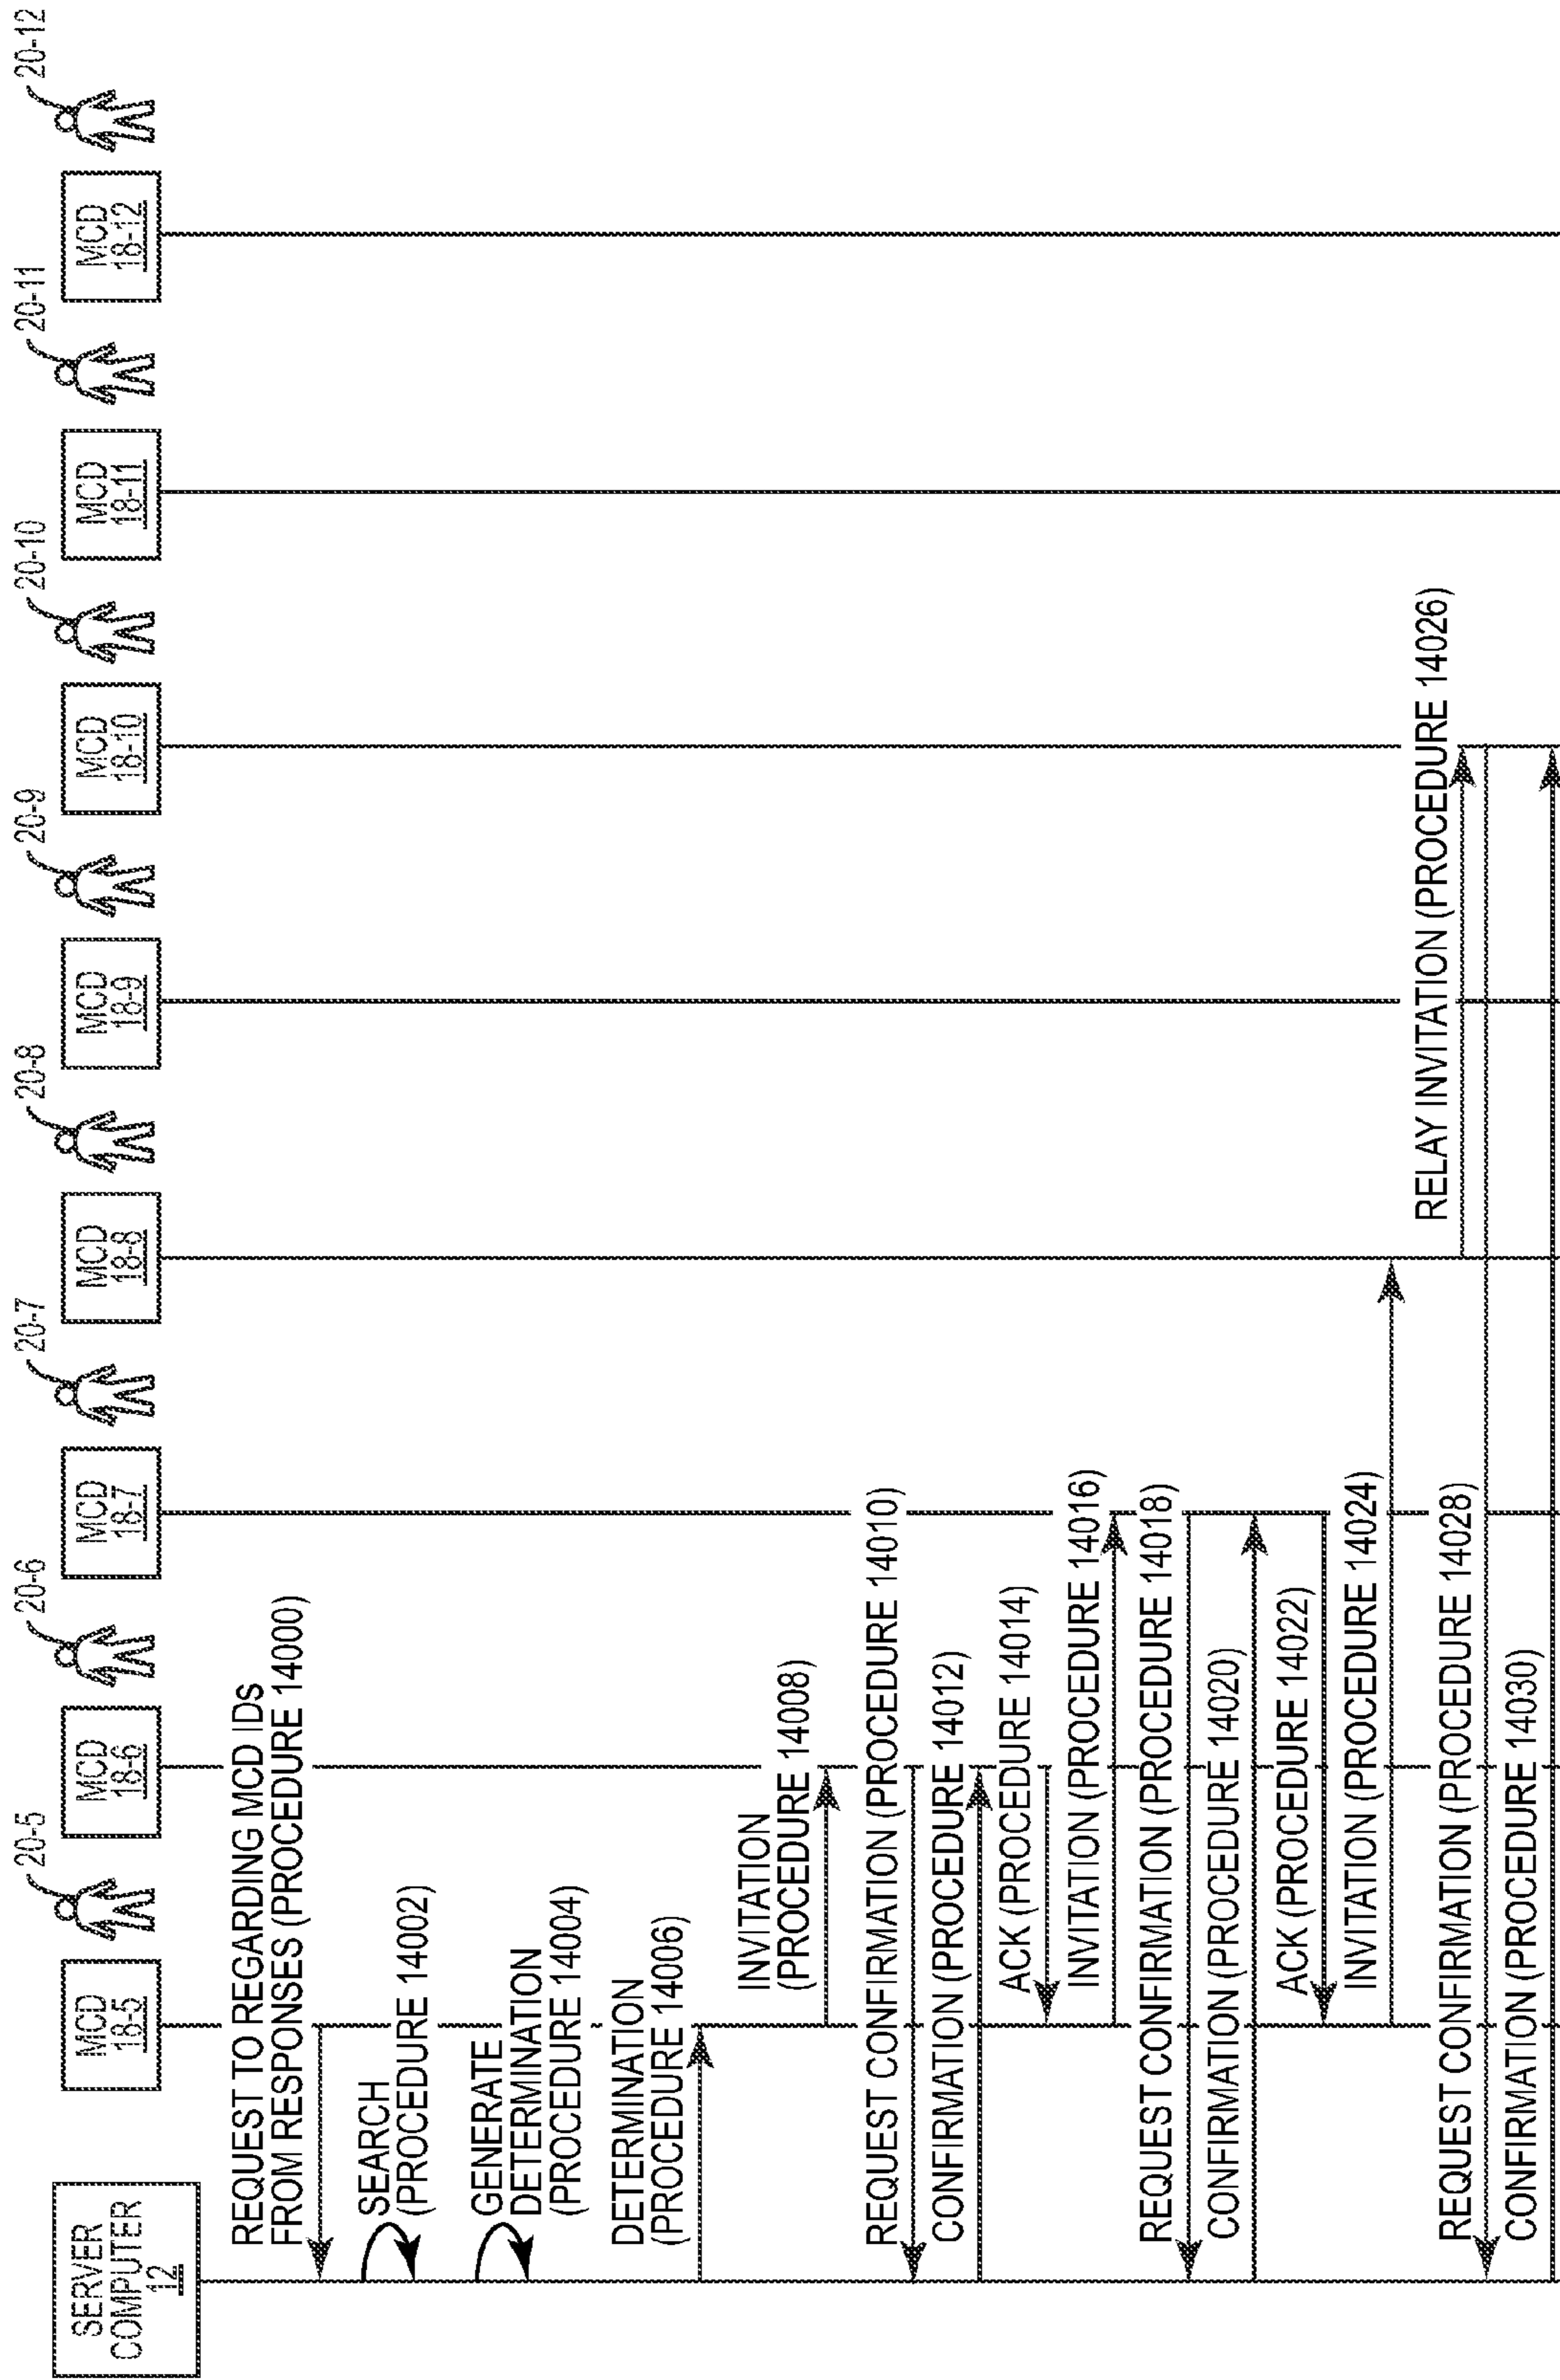 SERVER
COMPUTER
12
MCD
18-5
20-5
MCD
18-6
20-6
MCD
18-7
20-7
MCD
18-8
20-8
MCD
18-9
20-9
MCD
18-10
20-10
MCD
18-11
20-11
MCD
18-12
20-12
REQUEST TO REGARDING MCD IDs
FROM RESPONSES (PROCEDURE 14000)
SEARCH
(PROCEDURE 14002)
GENERATE
DETERMINATION
(PROCEDURE 14004)
DETERMINATION
(PROCEDURE 14006)
INVITATION
(PROCEDURE 14008)
REQUEST CONFIRMATION (PROCEDURE 14010)
CONFIRMATION (PROCEDURE 14012)
ACK (PROCEDURE 14014)
INVITATION (PROCEDURE 14016)
REQUEST CONFIRMATION (PROCEDURE 14018)
CONFIRMATION (PROCEDURE 14020)
ACK (PROCEDURE 14022)
INVITATION (PROCEDURE 14024)
RELAY INVITATION (PROCEDURE 14026)
REQUEST CONFIRMATION (PROCEDURE 14028)
CONFIRMATION (PROCEDURE 14030)